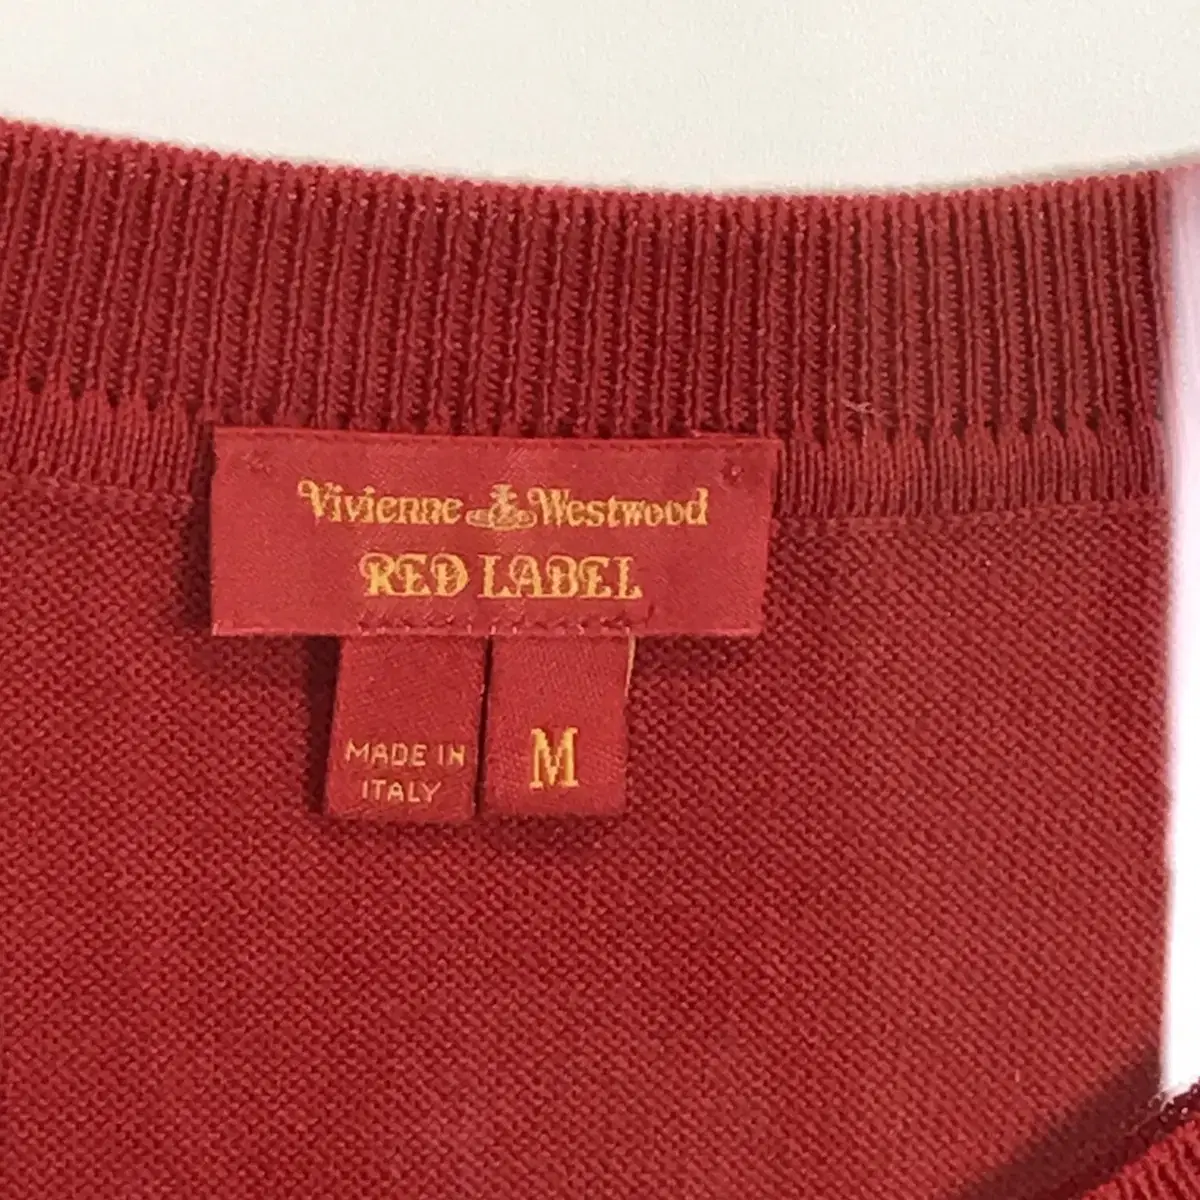 Vivienne Westwood
RED LABEL
MADE IN
ITALY
M